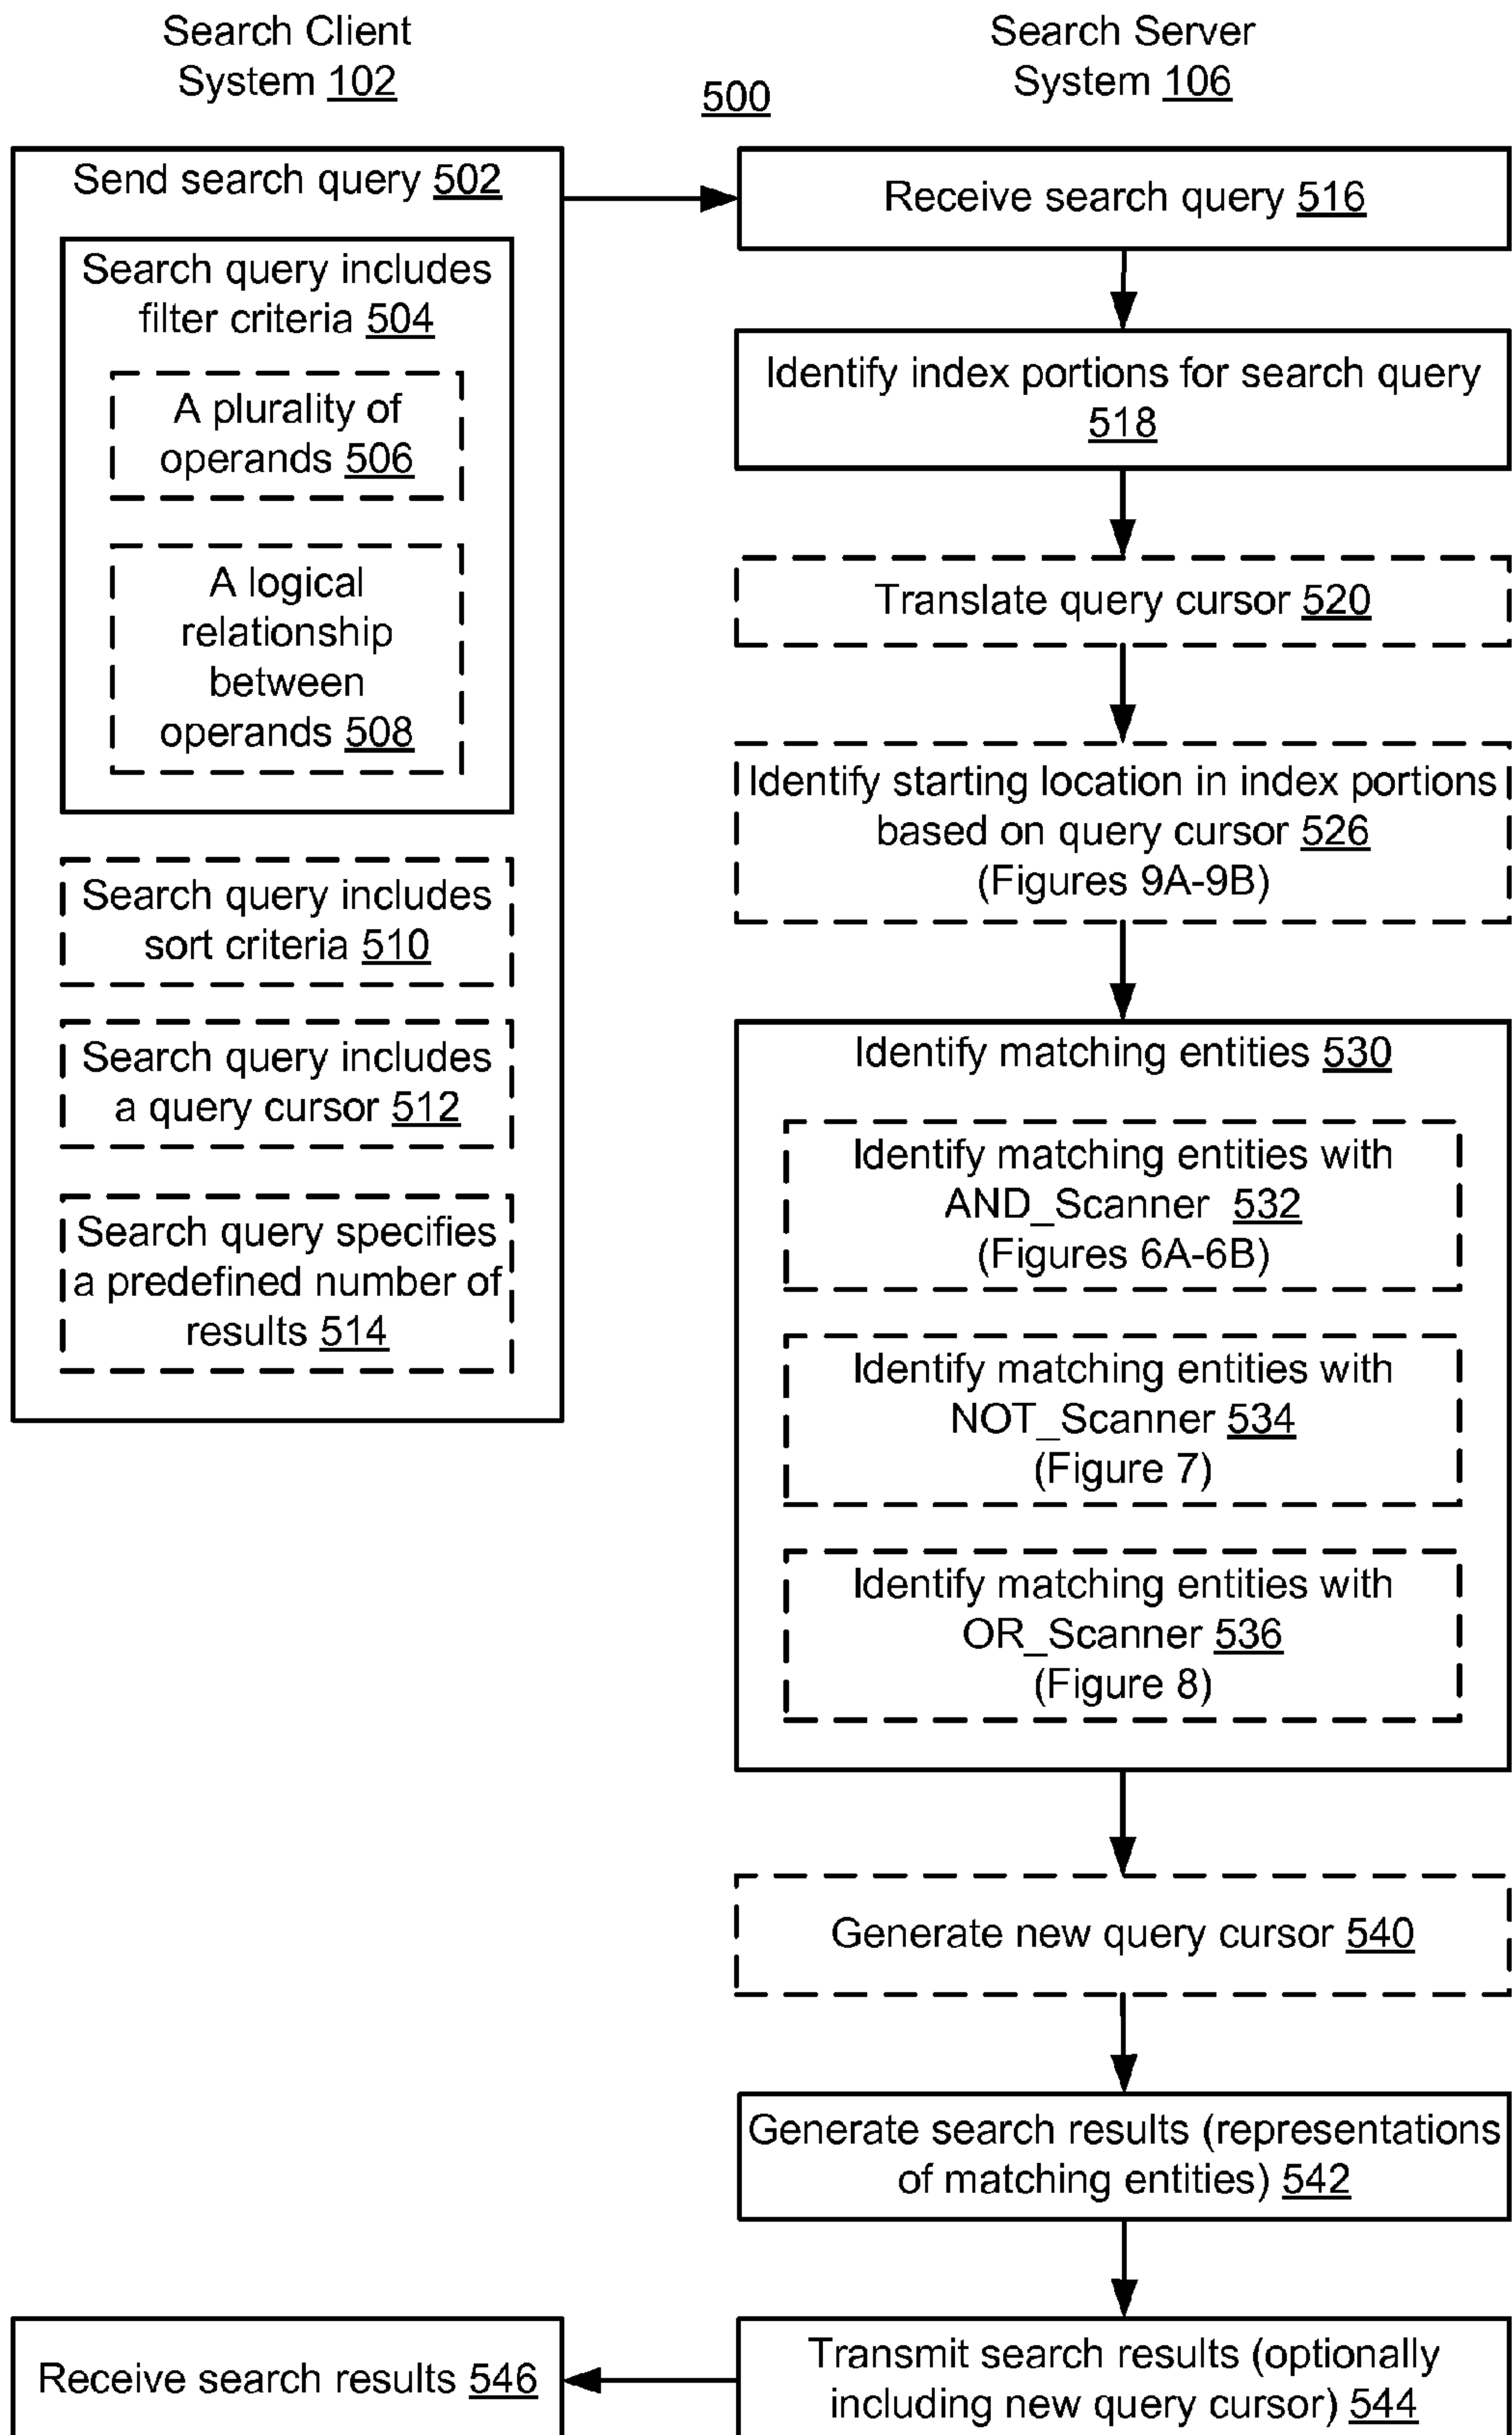 Search Client
System 102
Search Server
System 106
500
Send search query 502
Search query includes
filter criteria 504
A plurality of
operands 506
A logical
relationship
between
operands 508
Search query includes
sort criteria 510
Search query includes
a query cursor 512
Search query specifies
a predefined number of
results 514
Receive search query 516
Identify index portions for search query
518
Translate query cursor 520
Identify starting location in index portions
based on query cursor 526
(Figures 9A-9B)
Identify matching entities 530
Identify matching entities with
AND_Scanner 532
(Figures 6A-6B)
Identify matching entities with
NOT_Scanner 534
(Figure 7)
Identify matching entities with
OR_Scanner 536
(Figure 8)
Generate new query cursor 540
Generate search results (representations
of matching entities) 542
Transmit search results (optionally
including new query cursor) 544
Receive search results 546